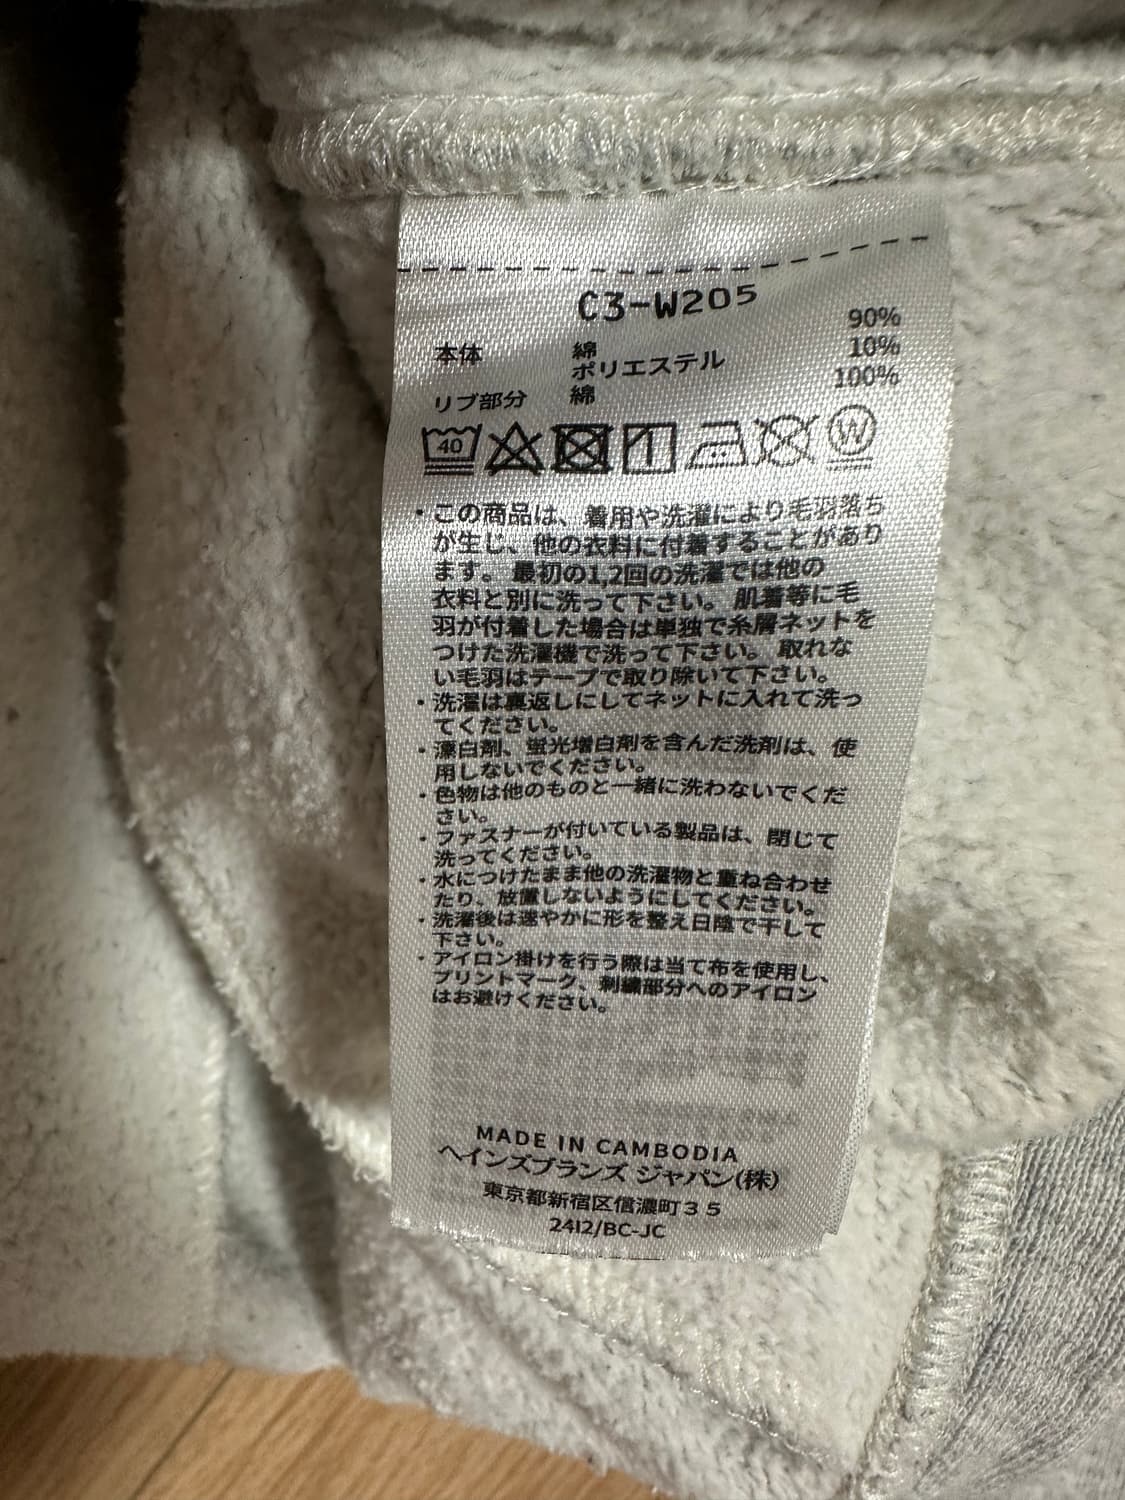 C3-W205
本体 綿 90%
ポリエステル 10%
リブ部分 綿 100%
40
W
・この商品は、着用や洗濯により毛羽落ち
が生じ、他の衣料に付着することがあり
ます。 最初の1,2回の洗濯では他の
衣料と別に洗って下さい。 肌着等に毛
羽が付着した場合は単独で糸屑ネットを
つけた洗濯機で洗って下さい。 取れな
い毛羽はテープで取り除いて下さい。
・洗濯は裏返しにしてネットに入れて洗っ
てください。
・漂白剤、蛍光増白剤を含んだ洗剤は、使
用しないでください。
・色物は他のものと一緒に洗わないでくだ
さい。
・ファスナーが付いている製品は、閉じて
洗ってください。
・水につけたまま他の洗濯物と重ね合わせ
たり、放置しないようにしてください。
・洗濯後は速やかに形を整え日陰で干して
下さい。
・アイロン掛けを行う際は当て布を使用し、
プリントマーク、刺繍部分へのアイロン
はお避けください。
MADE IN CAMBODIA
ヘインズブランズ ジャパン(株)
東京都新宿区信濃町35
2412/BC-JC